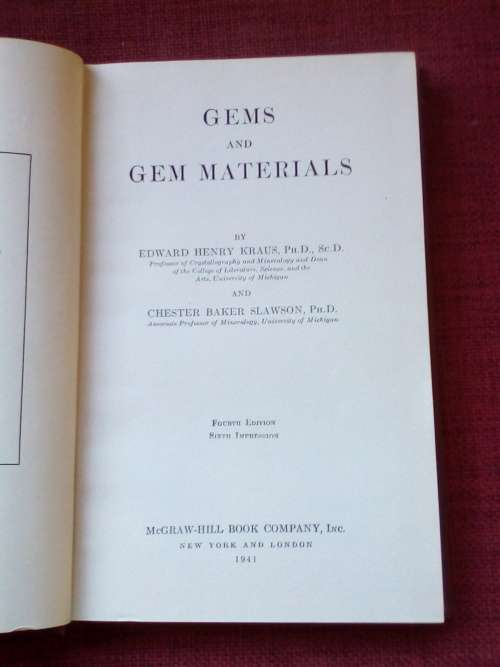 GEMS
AND
GEM MATERIALS
BY
EDWARD HENRY KRAUS, PH.D., SC.D.
Professor of Crystallography and Mineralogy and Dean
of the College of Literature, Science, and the
Arts, University of Michigan
AND
CHESTER BAKER SLAWSON, PH.D.
Associate Professor of Mineralogy, University of Michigan
FOURTH EDITION
SIXTH IMPRESSION
McGRAW-HILL BOOK COMPANY, INC.
NEW YORK AND LONDON
1941